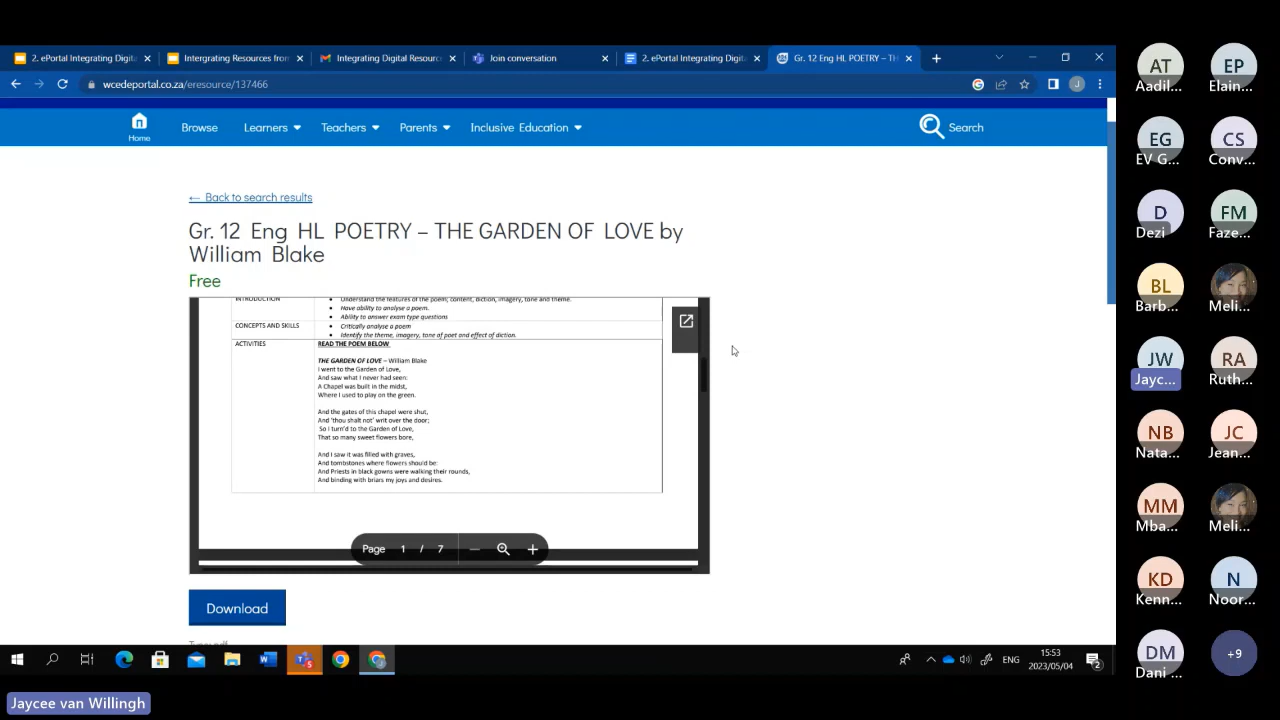 2. ePortal Integrating Digita
Intergrating Resources from
Integrating Digital Resourc
Join conversation
2. ePortal Integrating Digita
Gr. 12 Eng HL POETRY – TH
wcedeportal.co.za/eresource/137466
J
Home
Browse
Learners
Teachers
Parents
Inclusive Education
Search
← Back to search results
Gr. 12 Eng HL POETRY – THE GARDEN OF LOVE by
William Blake
Free
INTRODUCTION
• Understand the features of the poem; content, diction, imagery, tone and theme.
• Have ability to analyse a poem.
• Ability to answer exam type questions
CONCEPTS AND SKILLS
• Critically analyse a poem
• Identify the theme, imagery, tone of poet and effect of diction.
ACTIVITIES
READ THE POEM BELOW
THE GARDEN OF LOVE – William Blake
I went to the Garden of Love,
And saw what I never had seen:
A Chapel was built in the midst,
Where I used to play on the green.
And the gates of this chapel were shut,
And 'thou shalt not' writ over the door;
So I turn'd to the Garden of Love,
That so many sweet flowers bore,
And I saw it was filled with graves,
And tombstones where flowers should be:
And Priests in black gowns were walking their rounds,
And binding with briars my joys and desires.
Page 1 / 7
Download
ENG
15:53
2023/05/04
2
AT
Aadil...
EP
Elain...
EG
EV G...
CS
Conv...
D
Dezi
FM
Faze...
BL
Barb...
Meli...
JW
Jayc...
RA
Ruth...
NB
Nata...
JC
Jean...
MM
Mba...
Meli...
KD
Kenn...
N
Noor...
DM
Dani ...
+9
Jaycee van Willingh